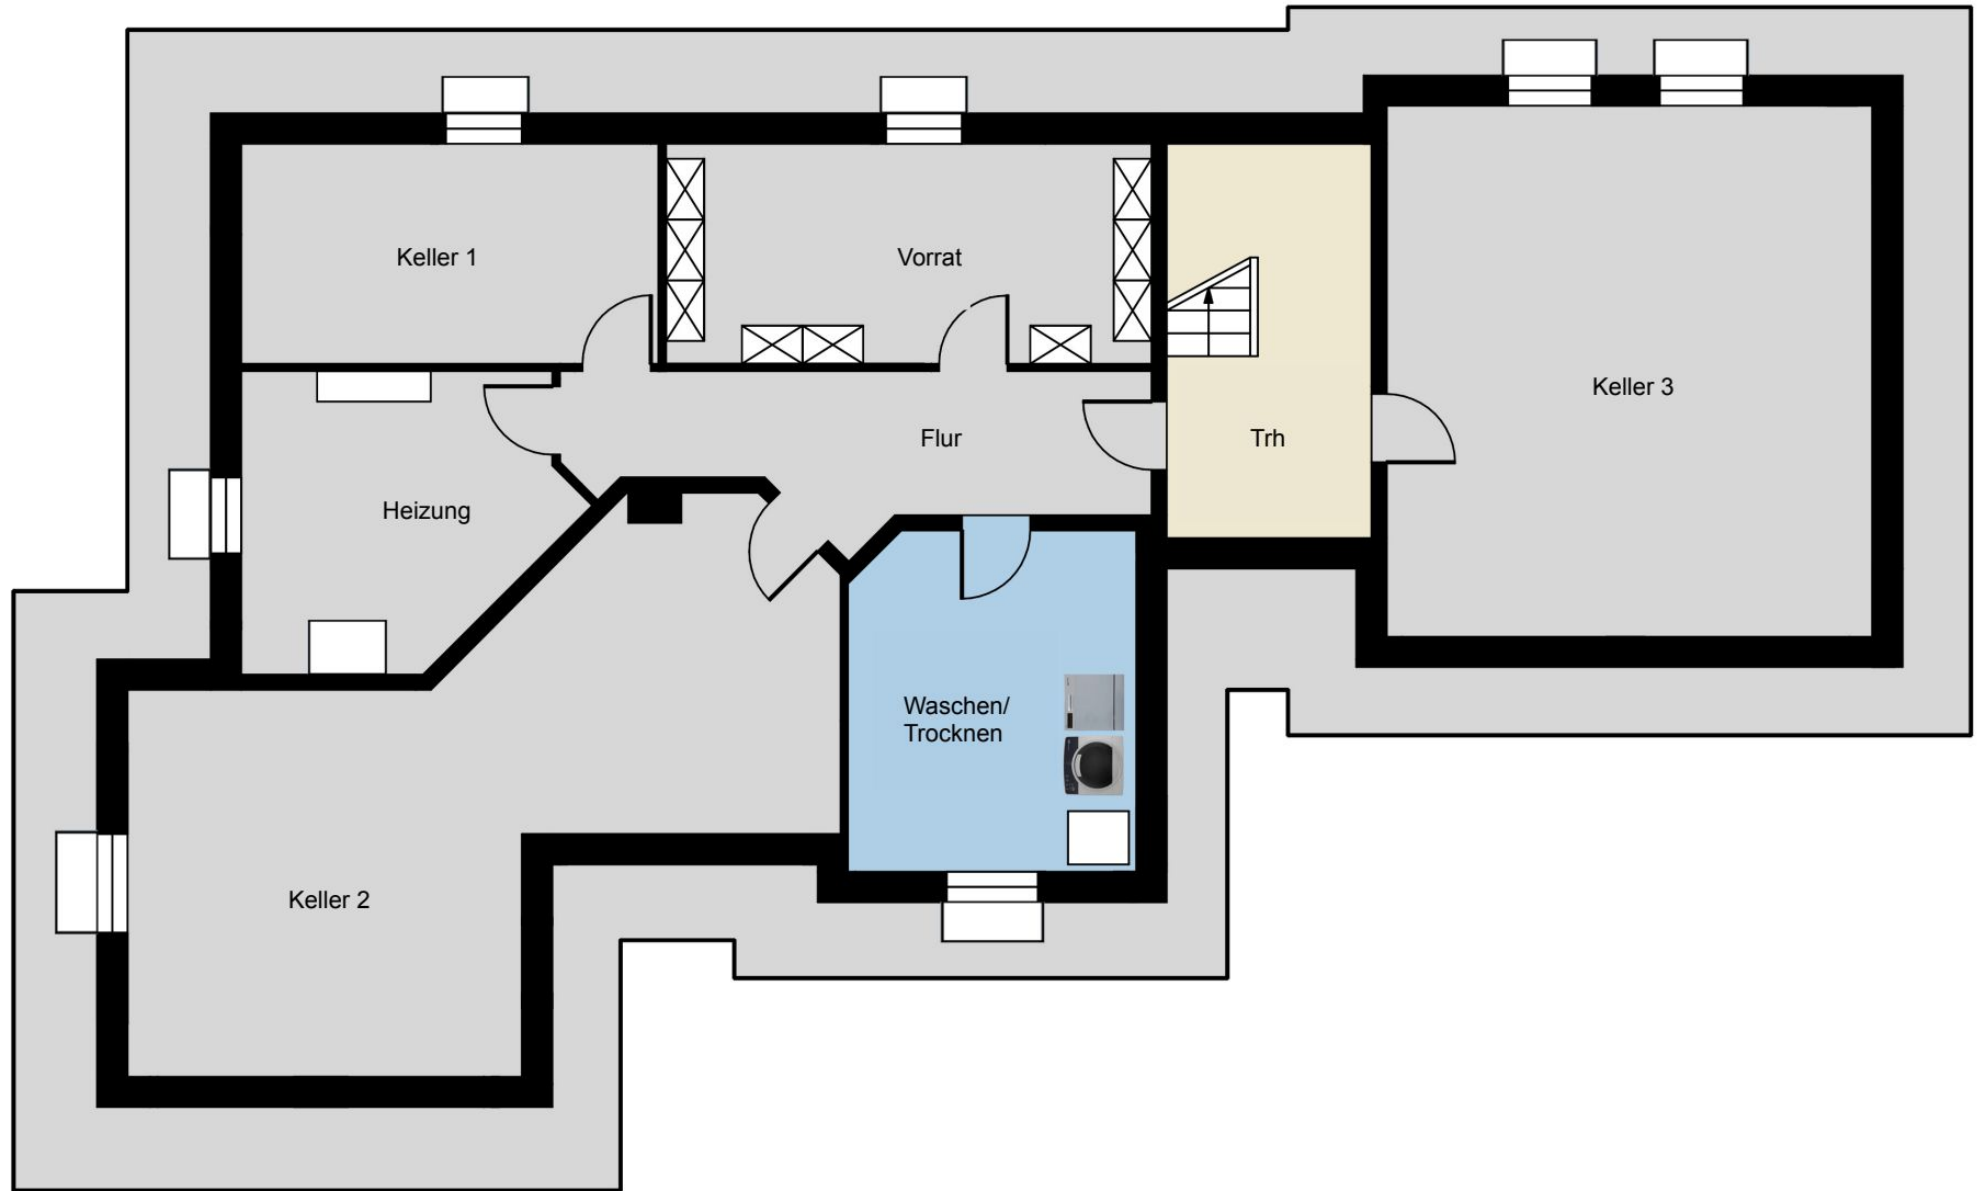 Keller 1
Vorrat
Keller 3
Flur
Trh
Heizung
Waschen/
Trocknen
Keller 2